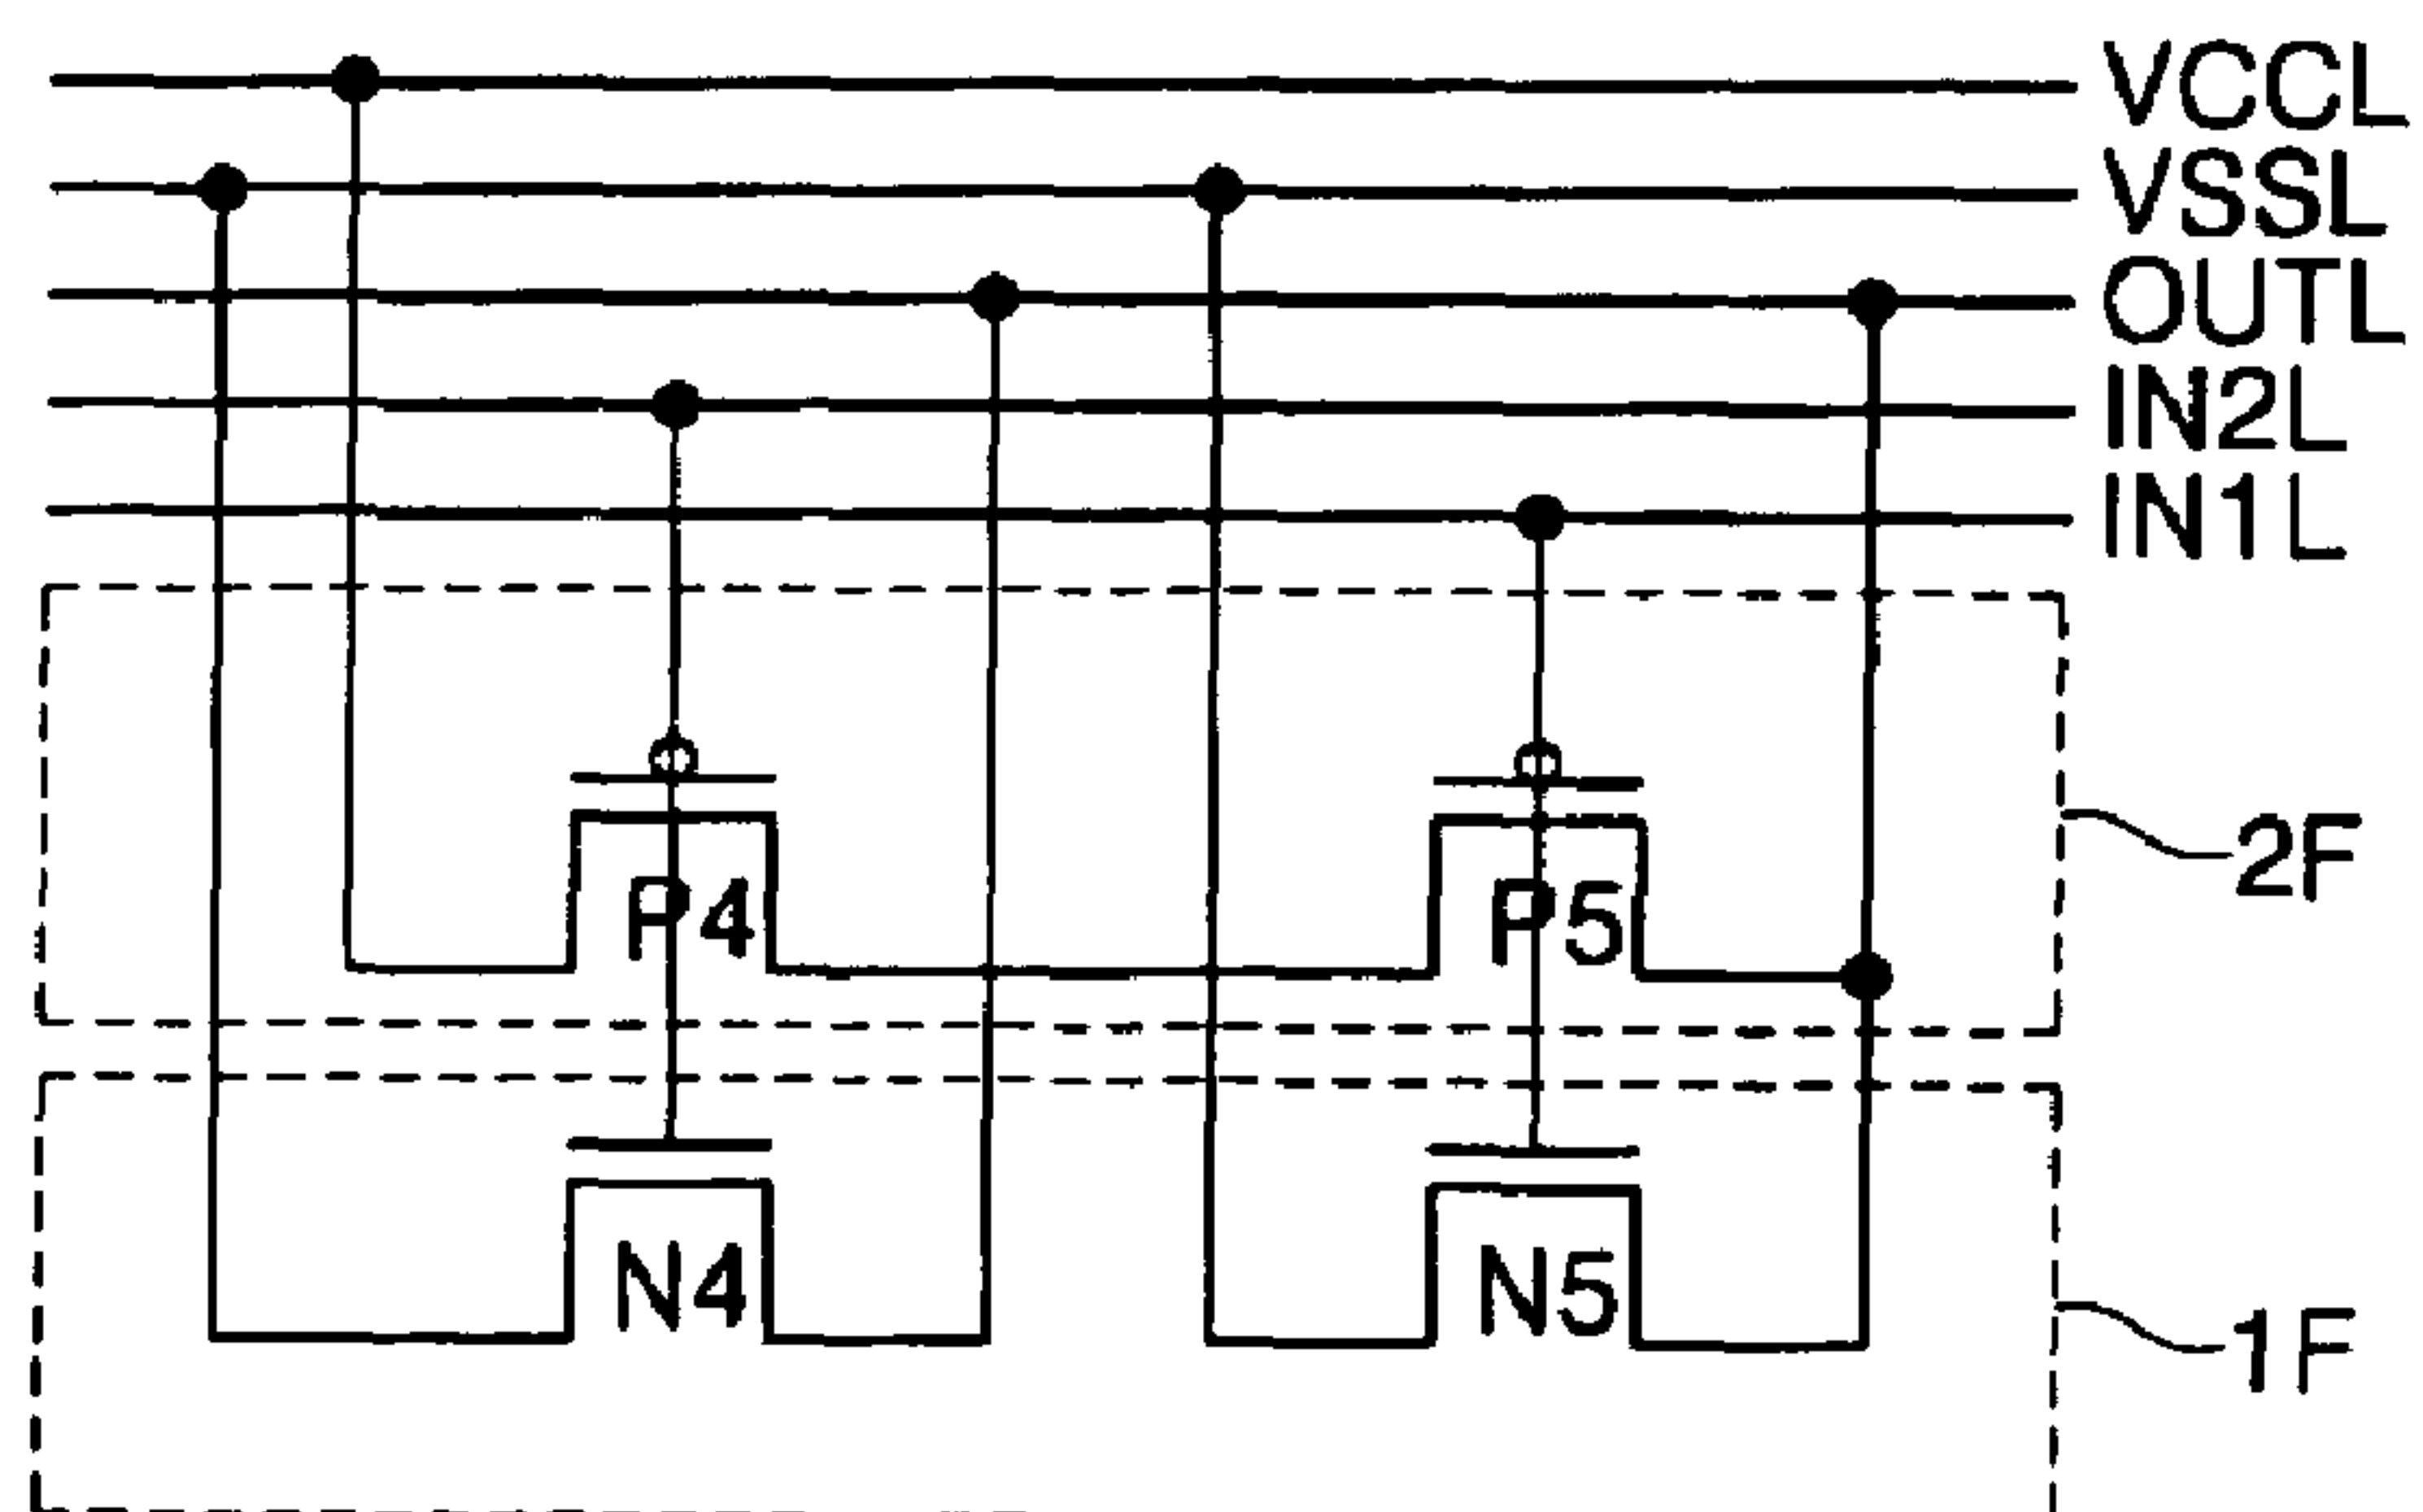 VCCL
VSSL
OUTL
IN2L
IN1L
2F
P4 P5
N4 N5
1F